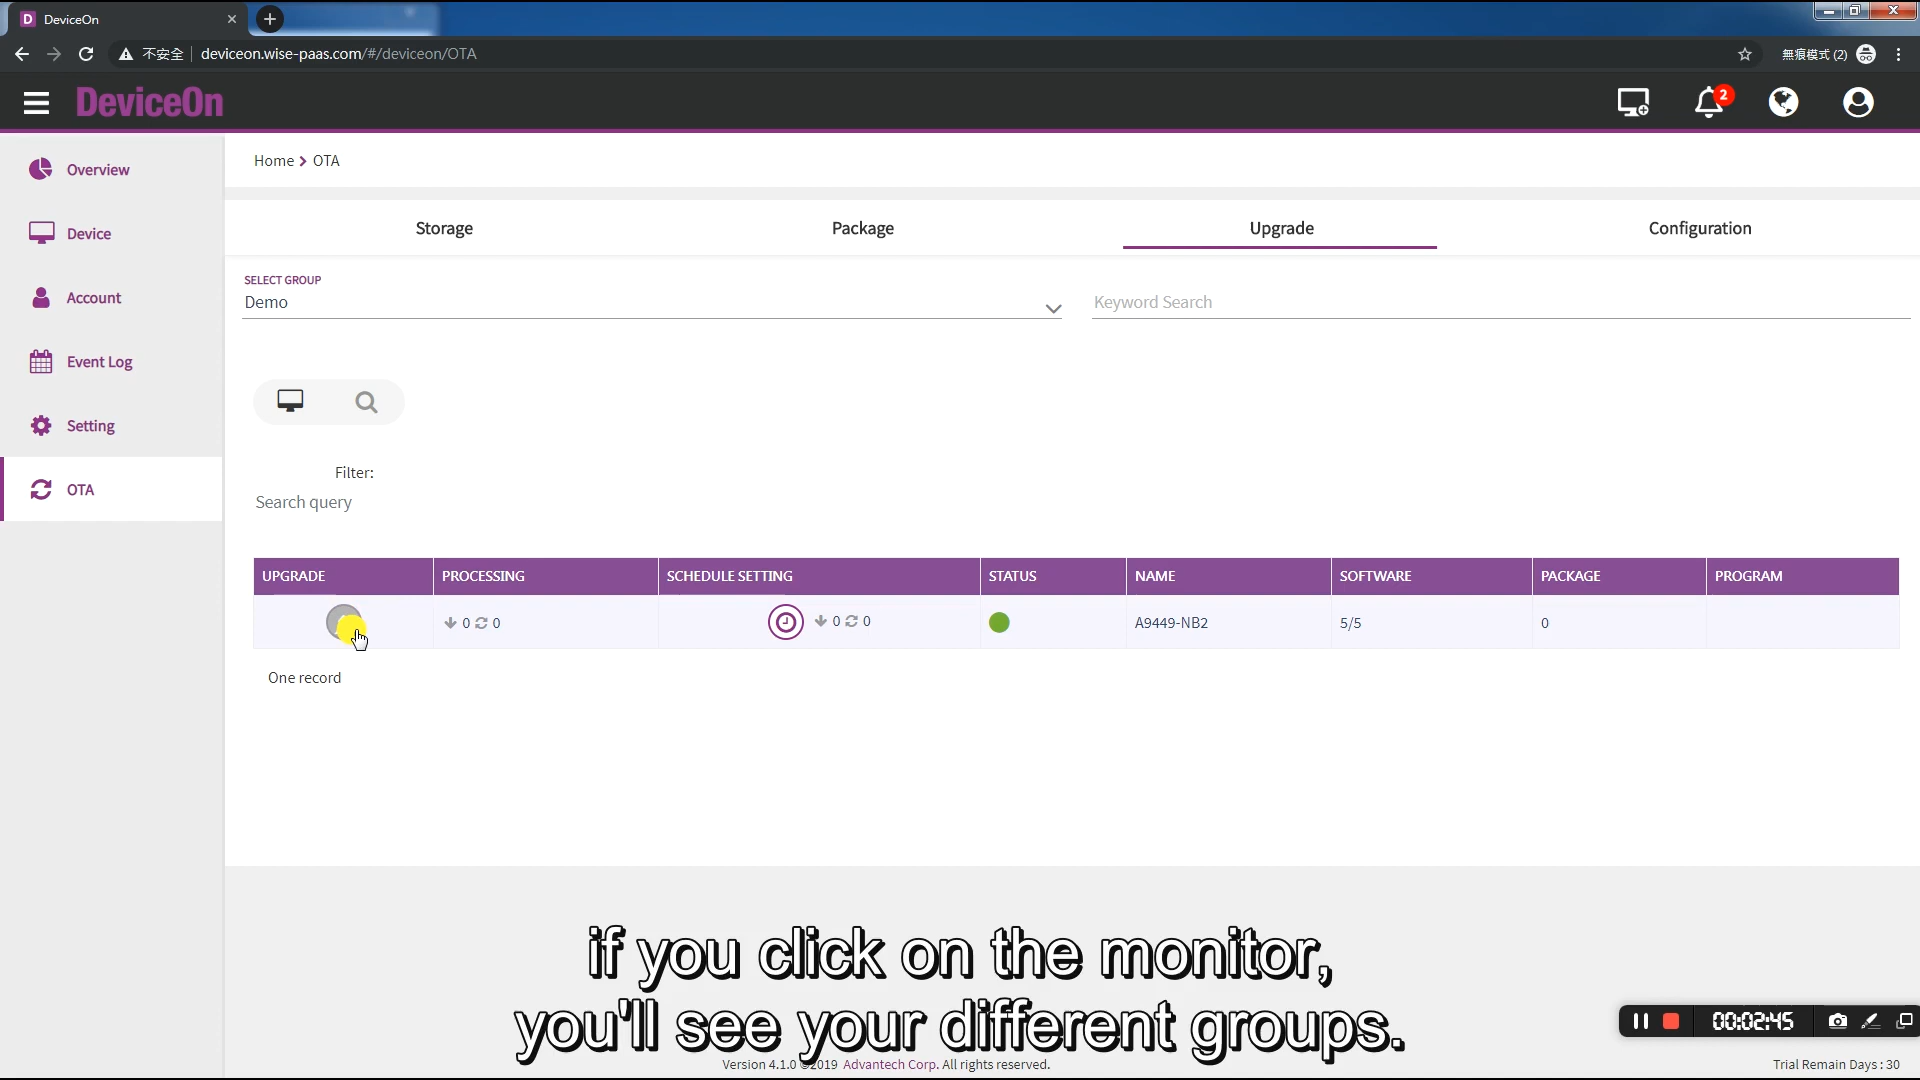 D DeviceOn
不安全 deviceon.wise-paas.com/#/deviceon/OTA 無痕模式 (2)
DeviceOn 2
Overview
Device
Account
Event Log
Setting
OTA
Home > OTA
Storage Package Upgrade Configuration
SELECT GROUP
Demo Keyword Search
Filter:
Search query
UPGRADE PROCESSING SCHEDULE SETTING STATUS NAME SOFTWARE PACKAGE PROGRAM
0 0 0 0 A9449-NB2 5/5 0
One record
if you click on the monitor,
you'll see your different groups.
00:02:45
Version 4.1.0 ©2019 Advantech Corp. All rights reserved. Trial Remain Days : 30